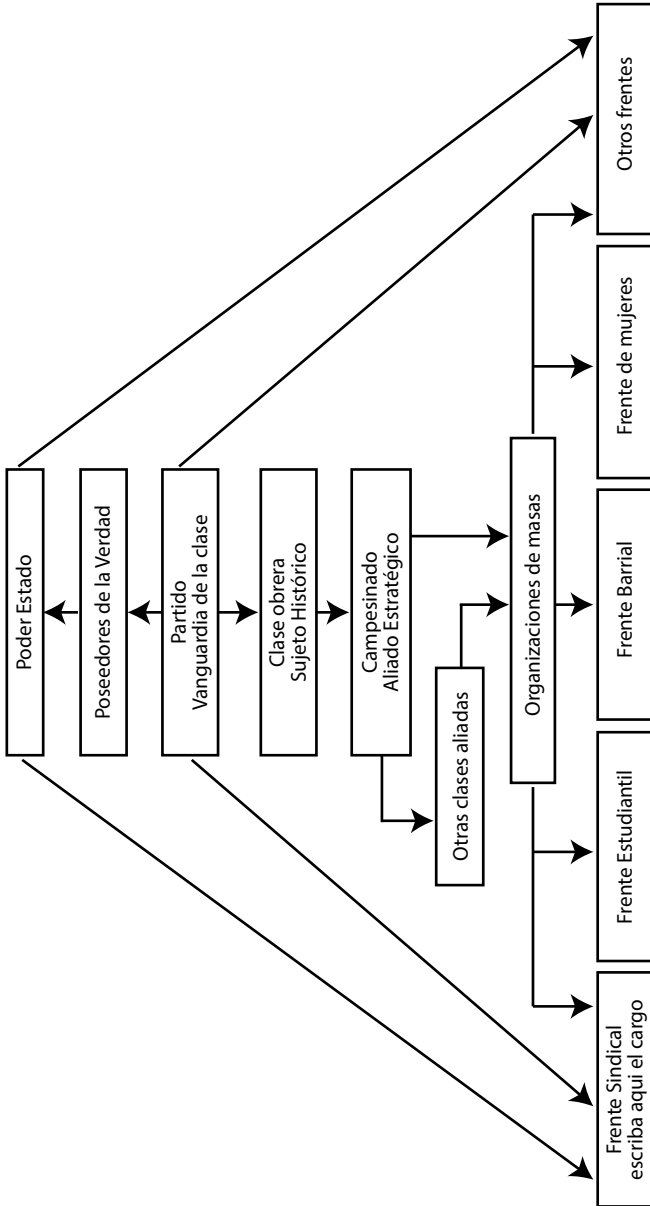 Poder Estado
Poseedores de la Verdad
Partido
Vanguardia de la clase
Clase obrera
Sujeto Histórico
Campesinado
Aliado Estratégico
Otras clases aliadas
Organizaciones de masas
Frente Sindical
escriba aqui el cargo
Frente Estudiantil
Frente Barrial
Frente de mujeres
Otros frentes